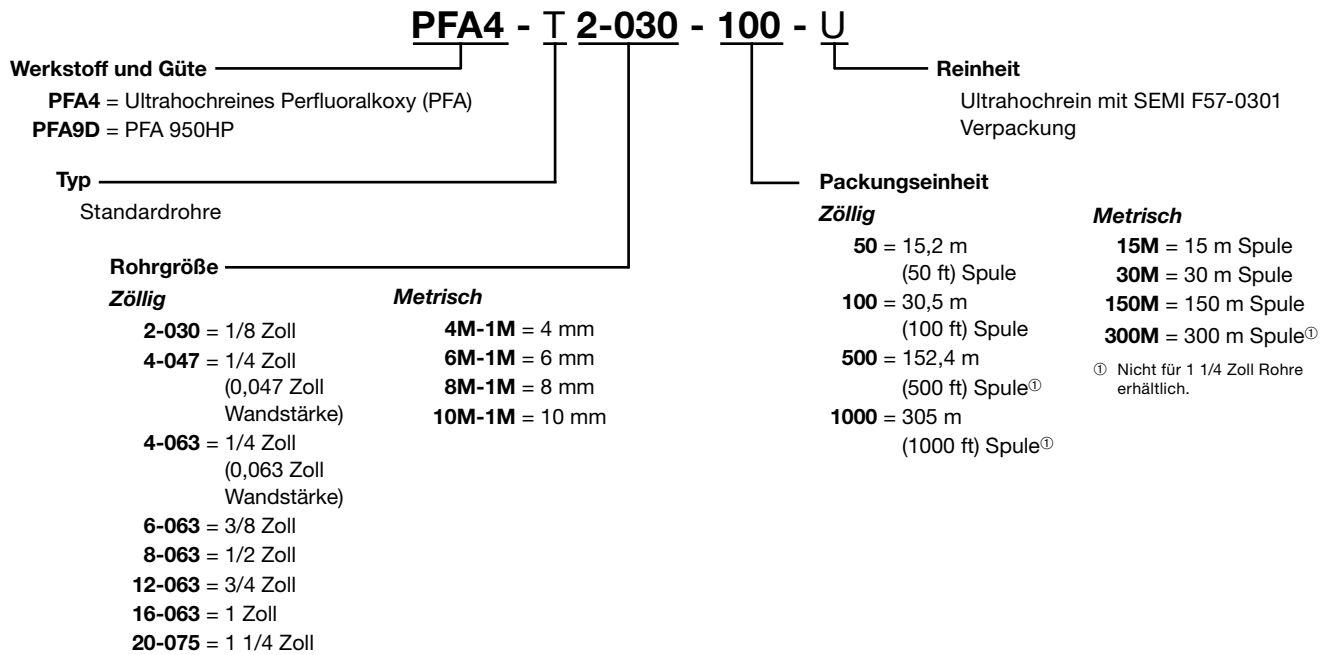 PFA4 - T 2-030 - 100 - U
Werkstoff und Güte
PFA4 = Ultrahochreines Perfluoralkoxy (PFA)
PFA9D = PFA 950HP
Typ
Standardrohre
Rohrgröße
Zöllig
2-030 = 1/8 Zoll
4-047 = 1/4 Zoll
(0,047 Zoll
Wandstärke)
4-063 = 1/4 Zoll
(0,063 Zoll
Wandstärke)
6-063 = 3/8 Zoll
8-063 = 1/2 Zoll
12-063 = 3/4 Zoll
16-063 = 1 Zoll
20-075 = 1 1/4 Zoll
Metrisch
4M-1M = 4 mm
6M-1M = 6 mm
8M-1M = 8 mm
10M-1M = 10 mm
Reinheit
Ultrahochrein mit SEMI F57-0301
Verpackung
Packungseinheit
Zöllig
50 = 15,2 m
(50 ft) Spule
100 = 30,5 m
(100 ft) Spule
500 = 152,4 m
(500 ft) Spule①
1000 = 305 m
(1000 ft) Spule①
Metrisch
15M = 15 m Spule
30M = 30 m Spule
150M = 150 m Spule
300M = 300 m Spule①
① Nicht für 1 1/4 Zoll Rohre
erhältlich.